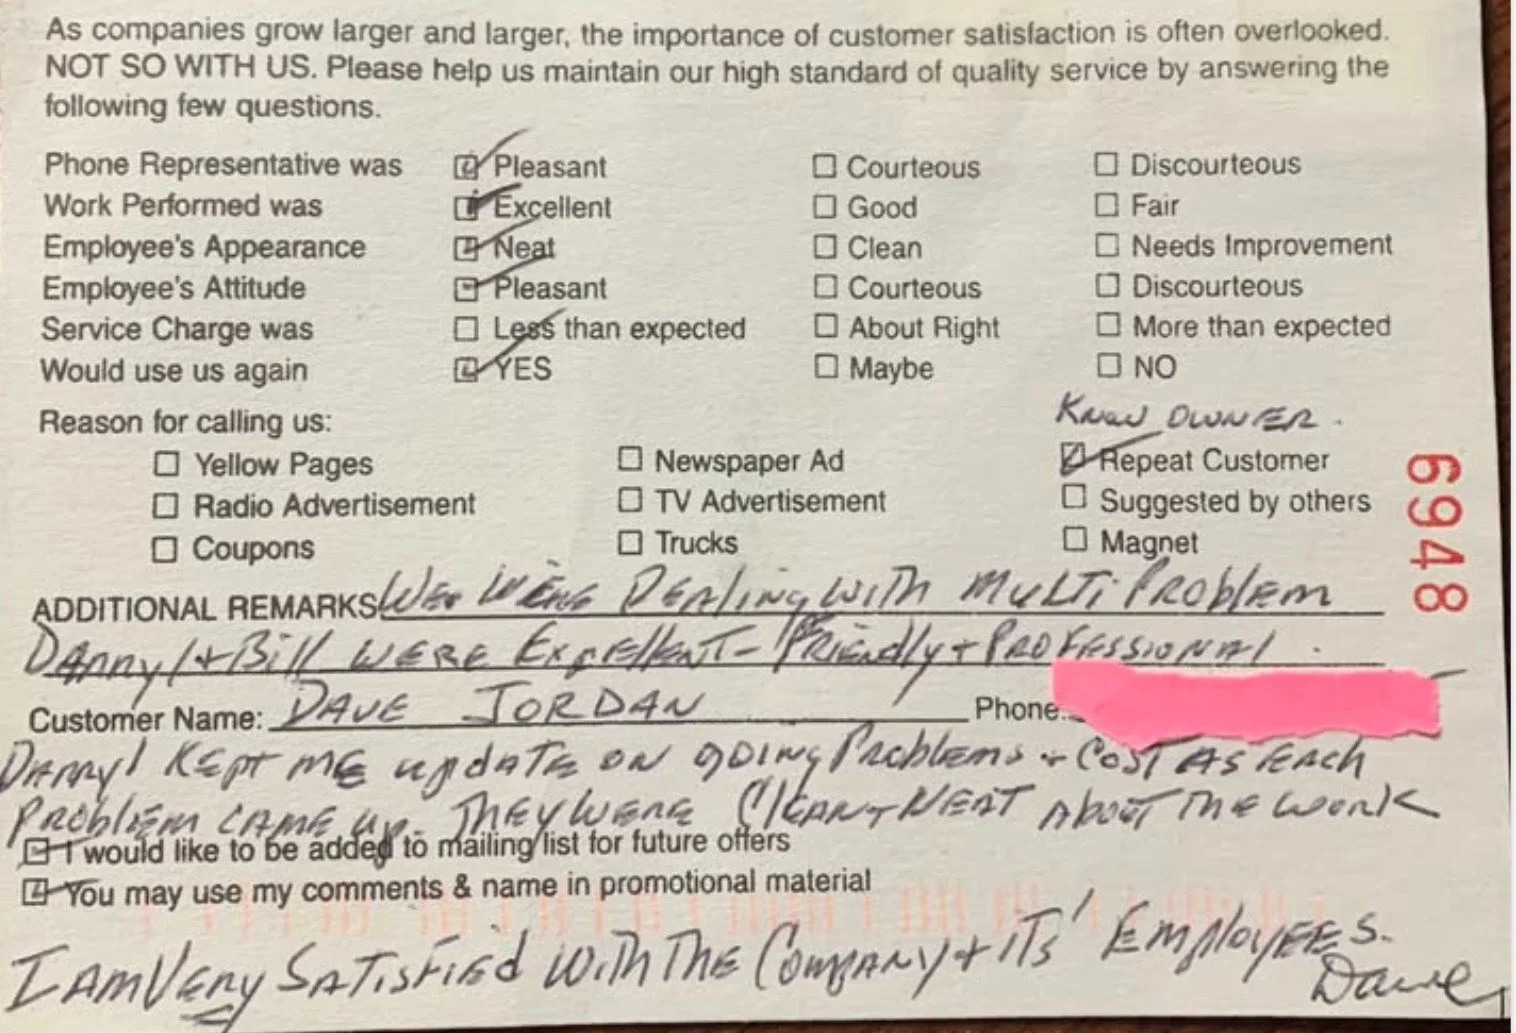 As companies grow larger and larger, the importance of customer satisfaction is often overlooked.
NOT SO WITH US. Please help us maintain our high standard of quality service by answering the
following few questions.
Phone Representative was ☑ Pleasant ☐ Courteous ☐ Discourteous
Work Performed was ☑ Excellent ☐ Good ☐ Fair
Employee's Appearance ☑ Neat ☐ Clean ☐ Needs Improvement
Employee's Attitude ☑ Pleasant ☐ Courteous ☐ Discourteous
Service Charge was ☐ Less than expected ☐ About Right ☐ More than expected
Would use us again ☑ YES ☐ Maybe ☐ NO
Reason for calling us: KNOW OWNER.
☐ Yellow Pages ☐ Newspaper Ad ☑ Repeat Customer
☐ Radio Advertisement ☐ TV Advertisement ☐ Suggested by others
☐ Coupons ☐ Trucks ☐ Magnet
6948
ADDITIONAL REMARKS We WERE DEALing WITH MULTi PROblEM
DANNy + Bill WERE ExcEllENT - FRiENdly + PROFESSIONAl.
Customer Name: DAVE JORDAN Phone:
DANNy KEPT ME updATE ON gOING PROblEMS + COST AS EACh
PROblEM CAME up. THEy WERE ClEAN + NEAT AbOUT THE WORK
☑ I would like to be added to mailing list for future offers
☑ You may use my comments & name in promotional material
I AM VERy SATiSFiEd WiTH THE COMpANy + iTS' EMplOyEES.
Dave